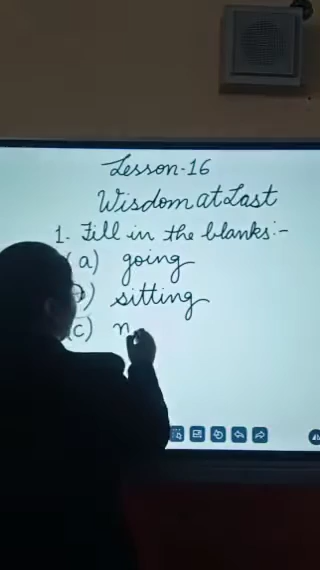 Lesson-16
Wisdom at Last
1. Fill in the blanks:-
(a) going
b) sitting
(c) n